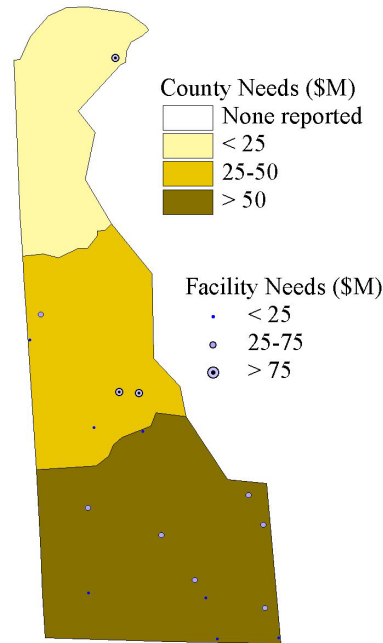 County Needs ($M)
None reported
< 25
25-50
> 50
Facility Needs ($M)
< 25
25-75
> 75